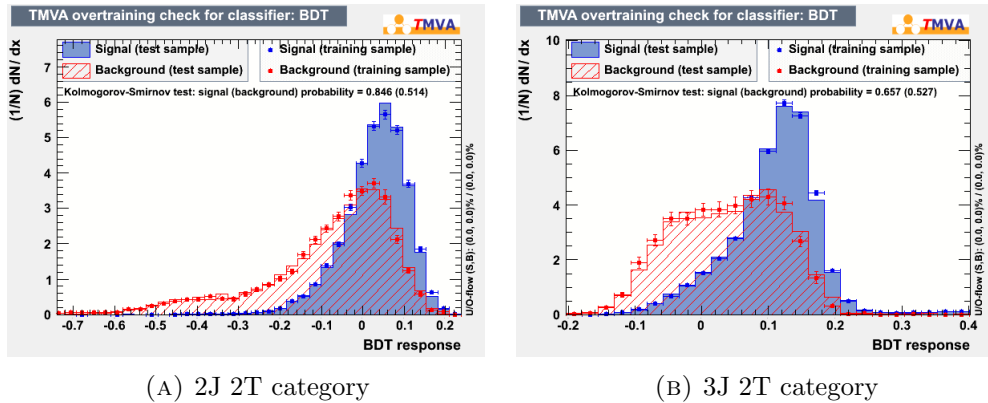 TMVA overtraining check for classifier: BDT
TMVA
Signal (test sample)
Background (test sample)
Signal (training sample)
Background (training sample)
Kolmogorov-Smirnov test: signal (background) probability = 0.846 (0.514)
(1/N) dN / dx
7
6
5
4
3
2
1
0
-0.7 -0.6 -0.5 -0.4 -0.3 -0.2 -0.1 0 0.1 0.2
BDT response
U/O-flow (S,B): (0.0, 0.0)% / (0.0, 0.0)%
(A) 2J 2T category
TMVA overtraining check for classifier: BDT
TMVA
Signal (test sample)
Background (test sample)
Signal (training sample)
Background (training sample)
Kolmogorov-Smirnov test: signal (background) probability = 0.657 (0.527)
(1/N) dN / dx
10
8
6
4
2
0
-0.2 -0.1 0 0.1 0.2 0.3 0.4
BDT response
U/O-flow (S,B): (0.0, 0.0)% / (0.0, 0.0)%
(B) 3J 2T category